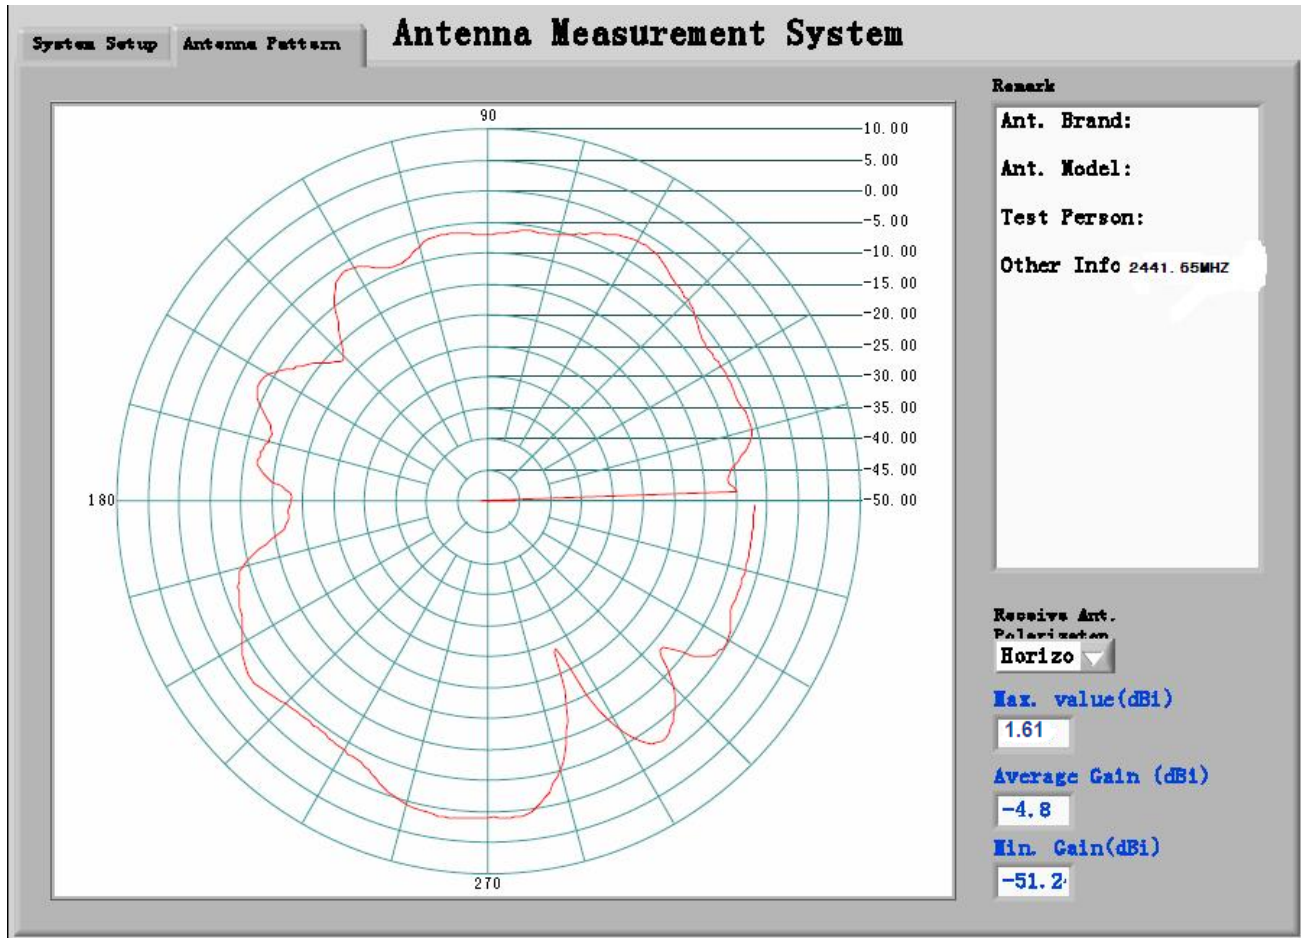 Antenna Measurement System
System Setup
Antenna Pattern
90
10.00
5.00
0.00
-5.00
-10.00
-15.00
-20.00
-25.00
-30.00
-35.00
-40.00
-45.00
-50.00
180
270
Remark
Ant. Brand:
Ant. Model:
Test Person:
Other Info 2441.65MHZ
Receive Ant.
Horizo
Max. value(dBi)
1.61
Average Gain (dBi)
-4.8
Min. Gain(dBi)
-51.2